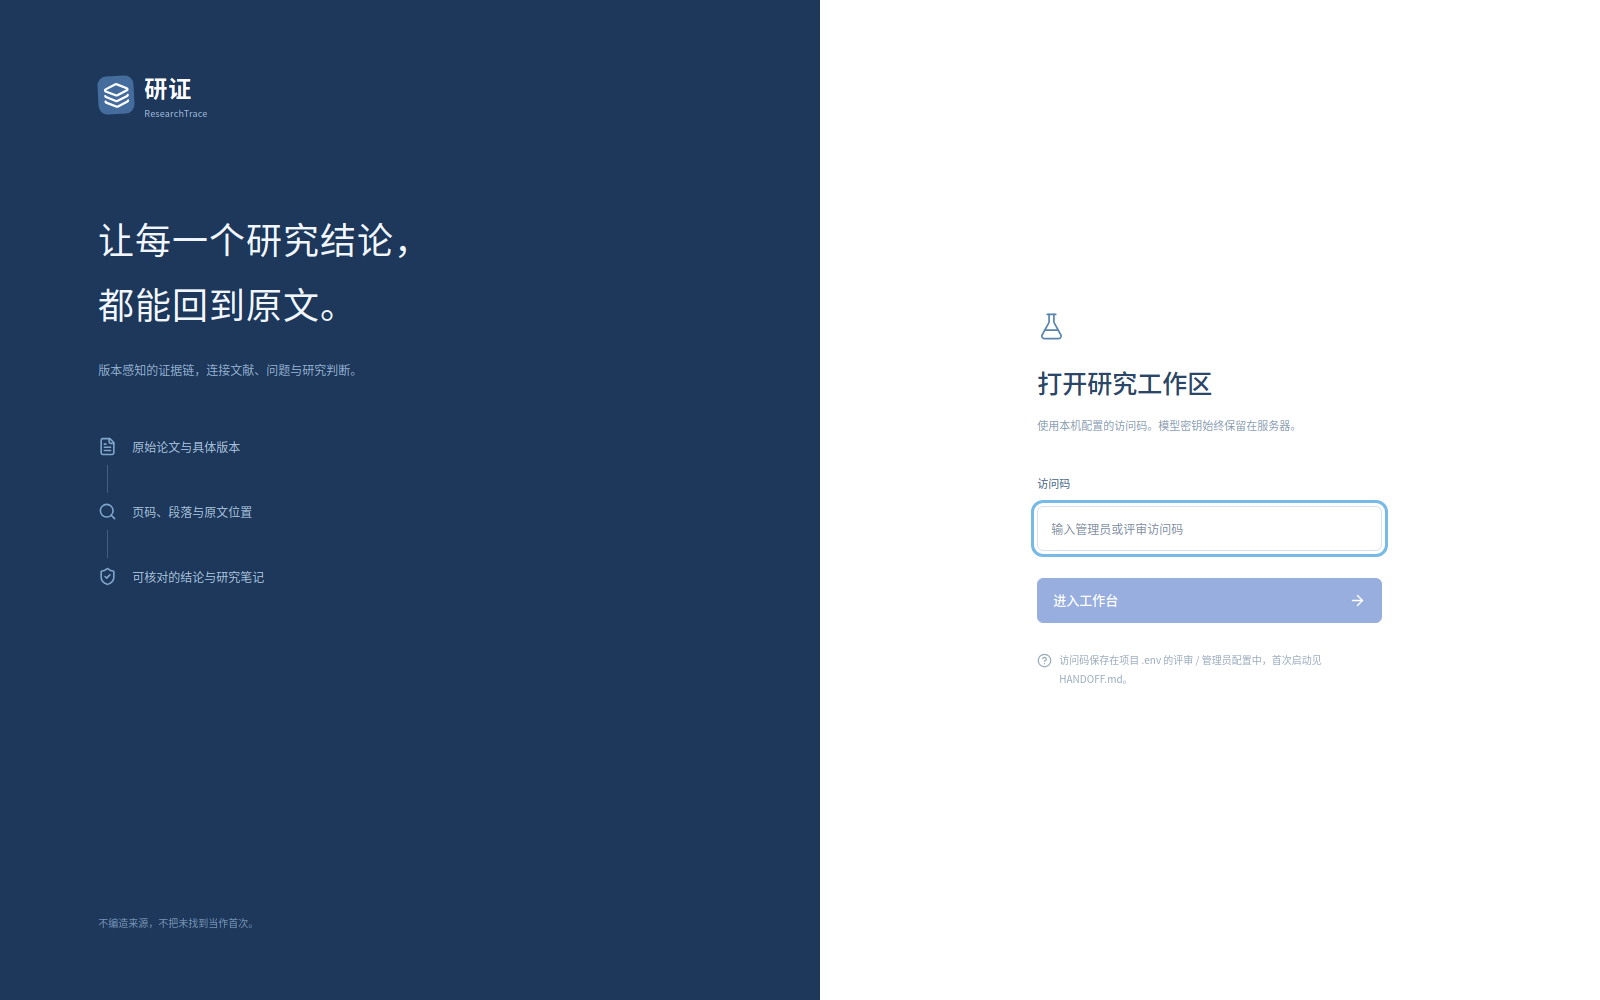 研证
ResearchTrace
让每一个研究结论，
都能回到原文。
版本感知的证据链，连接文献、问题与研究判断。
原始论文与具体版本
页码、段落与原文位置
可核对的结论与研究笔记
不编造来源，不把未找到当作首次。
打开研究工作区
使用本机配置的访问码。模型密钥始终保留在服务器。
访问码
输入管理员或评审访问码
进入工作台
访问码保存在项目 .env 的评审 / 管理员配置中，首次启动见
HANDOFF.md。